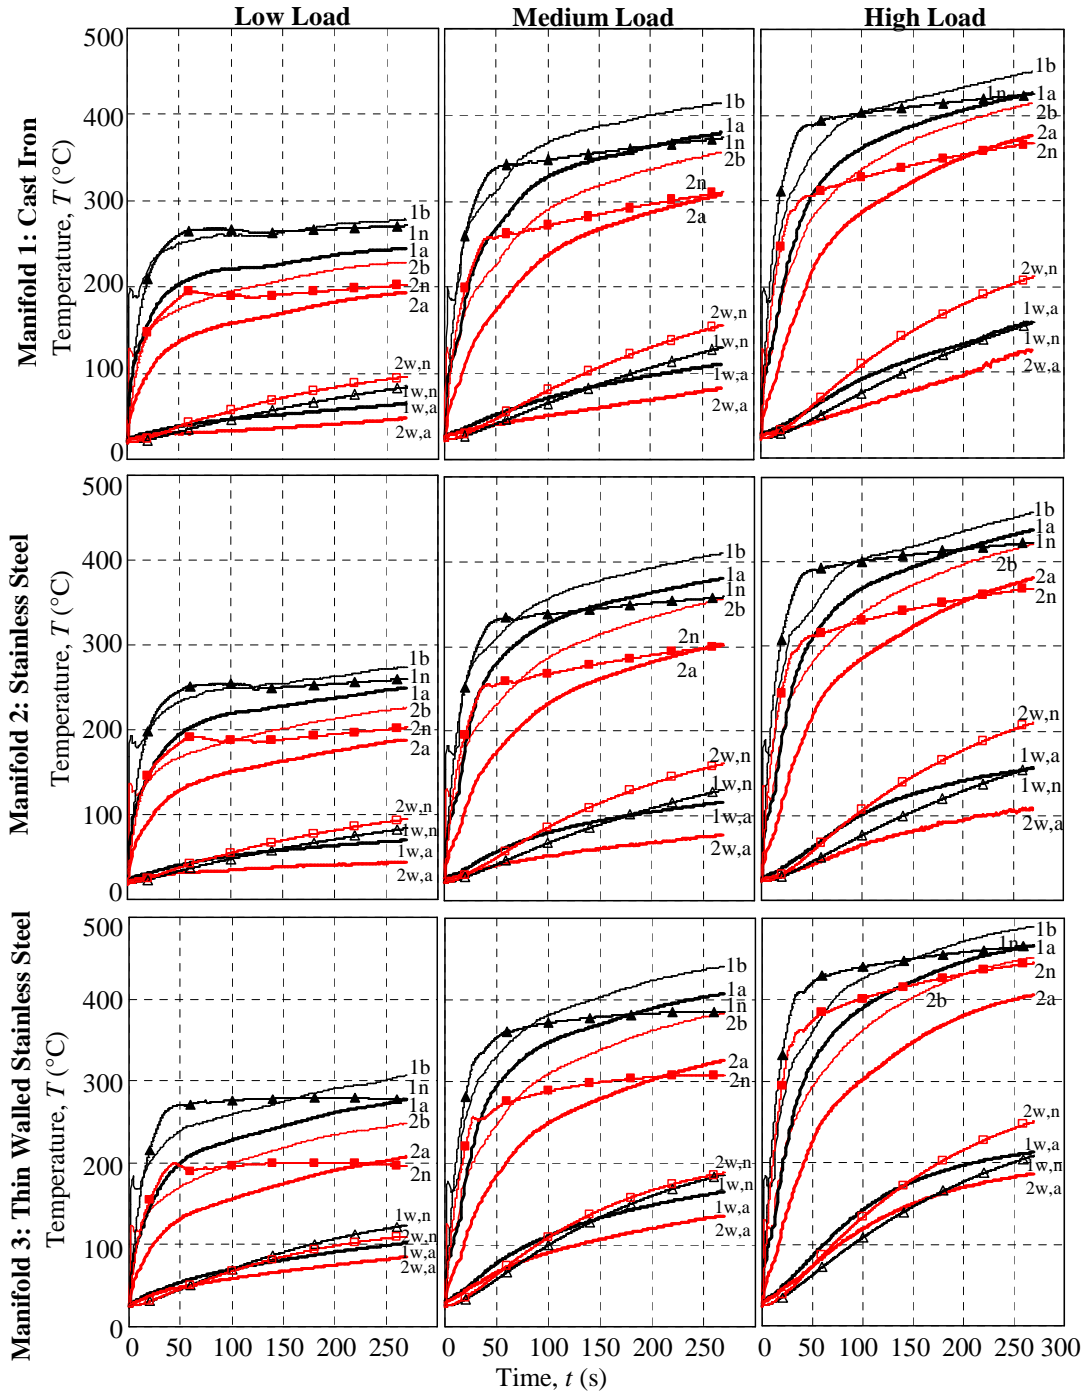 Low Load
Medium Load
High Load
Manifold 1: Cast Iron
Temperature, T (°C)
500
400
300
200
100
0
1b
1n
1a
2b
2n
2a
2w,n
1w,n
1w,a
2w,a
1b
1a
1n
2b
2n
2a
2w,n
1w,n
1w,a
2w,a
1b
1n
1a
2b
2a
2n
2w,n
1w,a
1w,n
2w,a
Manifold 2: Stainless Steel
Temperature, T (°C)
500
400
300
200
100
0
1b
1n
1a
2b
2n
2a
2w,n
1w,n
1w,a
2w,a
1b
1a
1n
2b
2n
2a
2w,n
1w,n
1w,a
2w,a
1b
1a
1n
2b
2a
2n
2w,n
1w,a
1w,n
2w,a
Manifold 3: Thin Walled Stainless Steel
Temperature, T (°C)
500
400
300
200
100
0
1b
1n
1a
2b
2a
2n
1w,n
2w,n
1w,a
2w,a
1b
1a
1n
2b
2a
2n
2w,n
1w,n
1w,a
2w,a
1b
1n
1a
2n
2b
2a
2w,n
1w,a
1w,n
2w,a
0 50 100 150 200 250
0 50 100 150 200 250
0 50 100 150 200 250 300
Time, t (s)